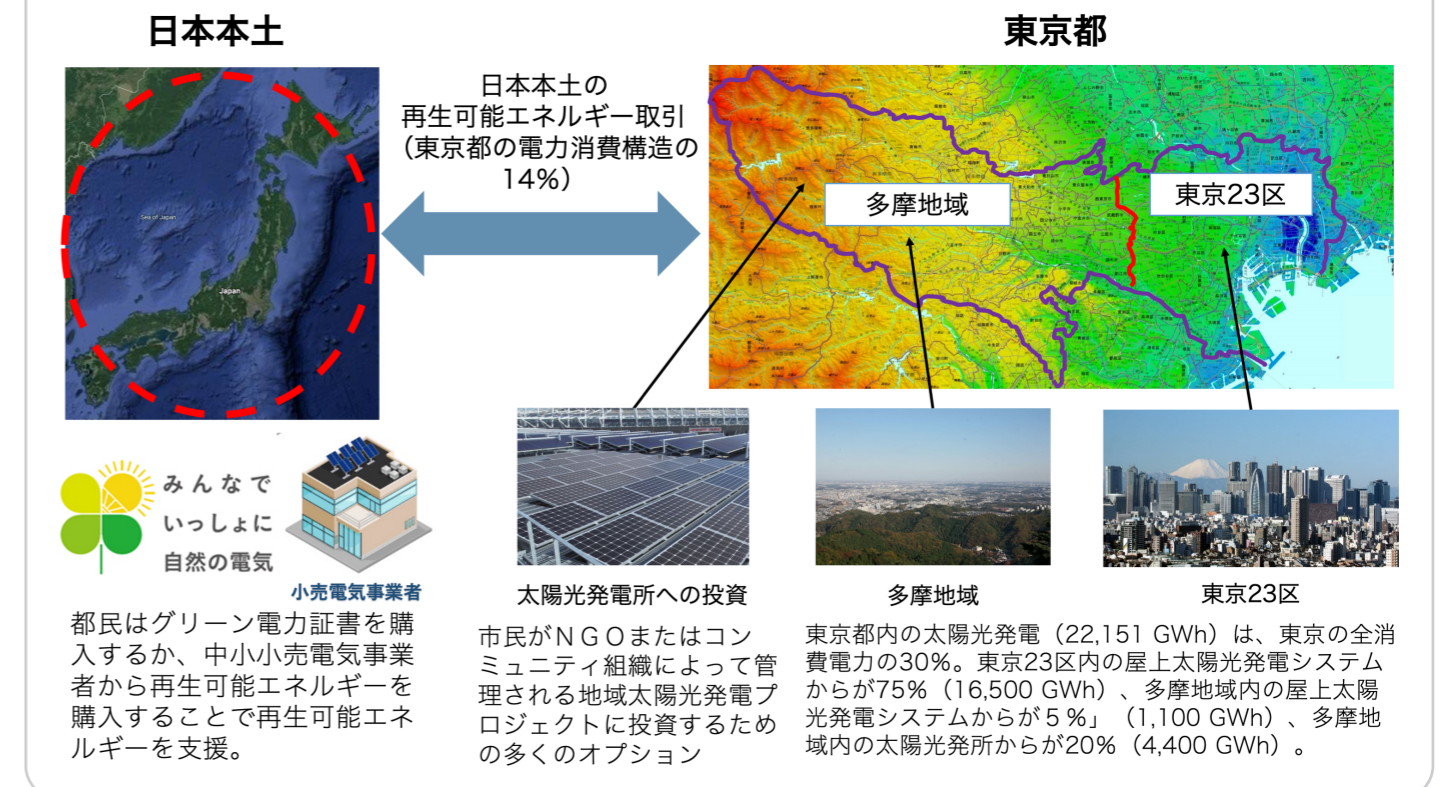 日本本土
東京都
日本本土の
再生可能エネルギー取引
（東京都の電力消費構造の
14%）
Sea of Japan
Japan
多摩地域
東京23区
みんなで
いっしょに
自然の電気
小売電気事業者
都民はグリーン電力証書を購
入するか、中小小売電気事業
者から再生可能エネルギーを
購入することで再生可能エネ
ルギーを支援。
太陽光発電所への投資
市民がＮＧＯまたはコン
ミュニティ組織によって管
理される地域太陽光発電プ
ロジェクトに投資するため
の多くのオプション
多摩地域
東京23区
東京都内の太陽光発電（22,151 GWh）は、東京の全消
費電力の30%。東京23区内の屋上太陽光発電システム
からが75%（16,500 GWh）、多摩地域内の屋上太陽
光発電システムからが５%」（1,100 GWh）、多摩地
域内の太陽光発所からが20%（4,400 GWh）。